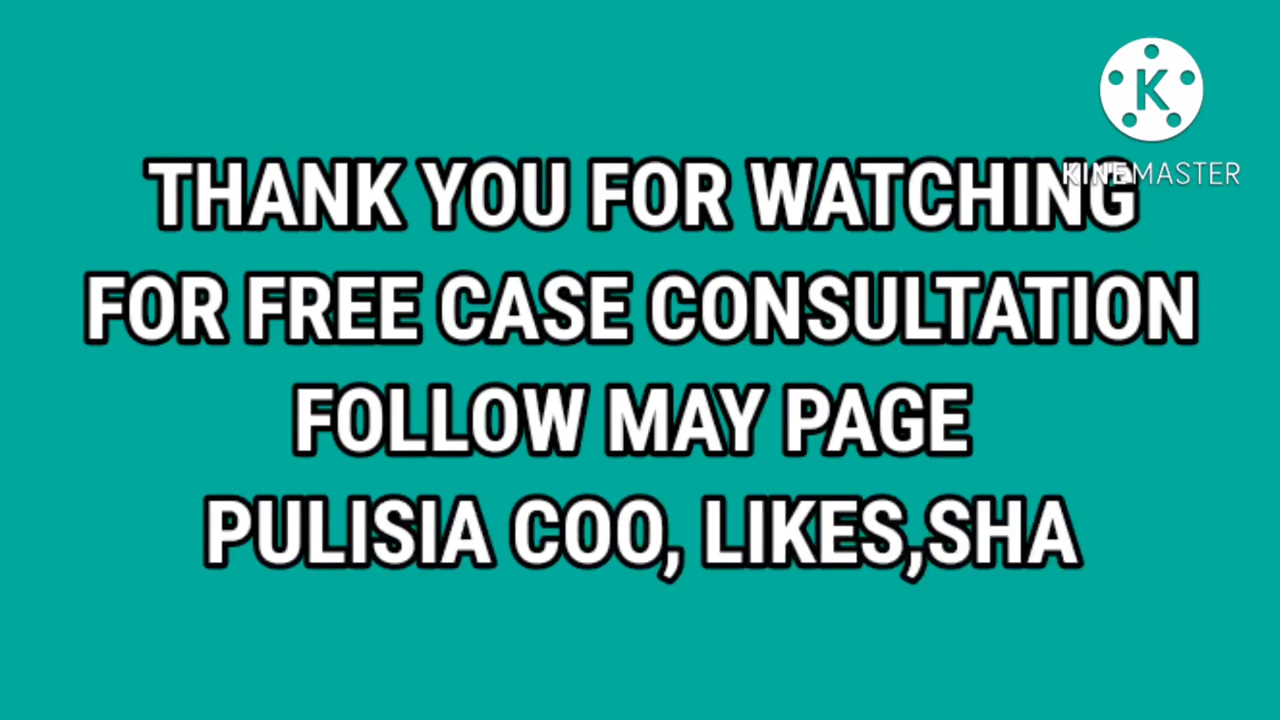 K
KINEMASTER
THANK YOU FOR WATCHING
FOR FREE CASE CONSULTATION
FOLLOW MAY PAGE
PULISIA COO, LIKES,SHA